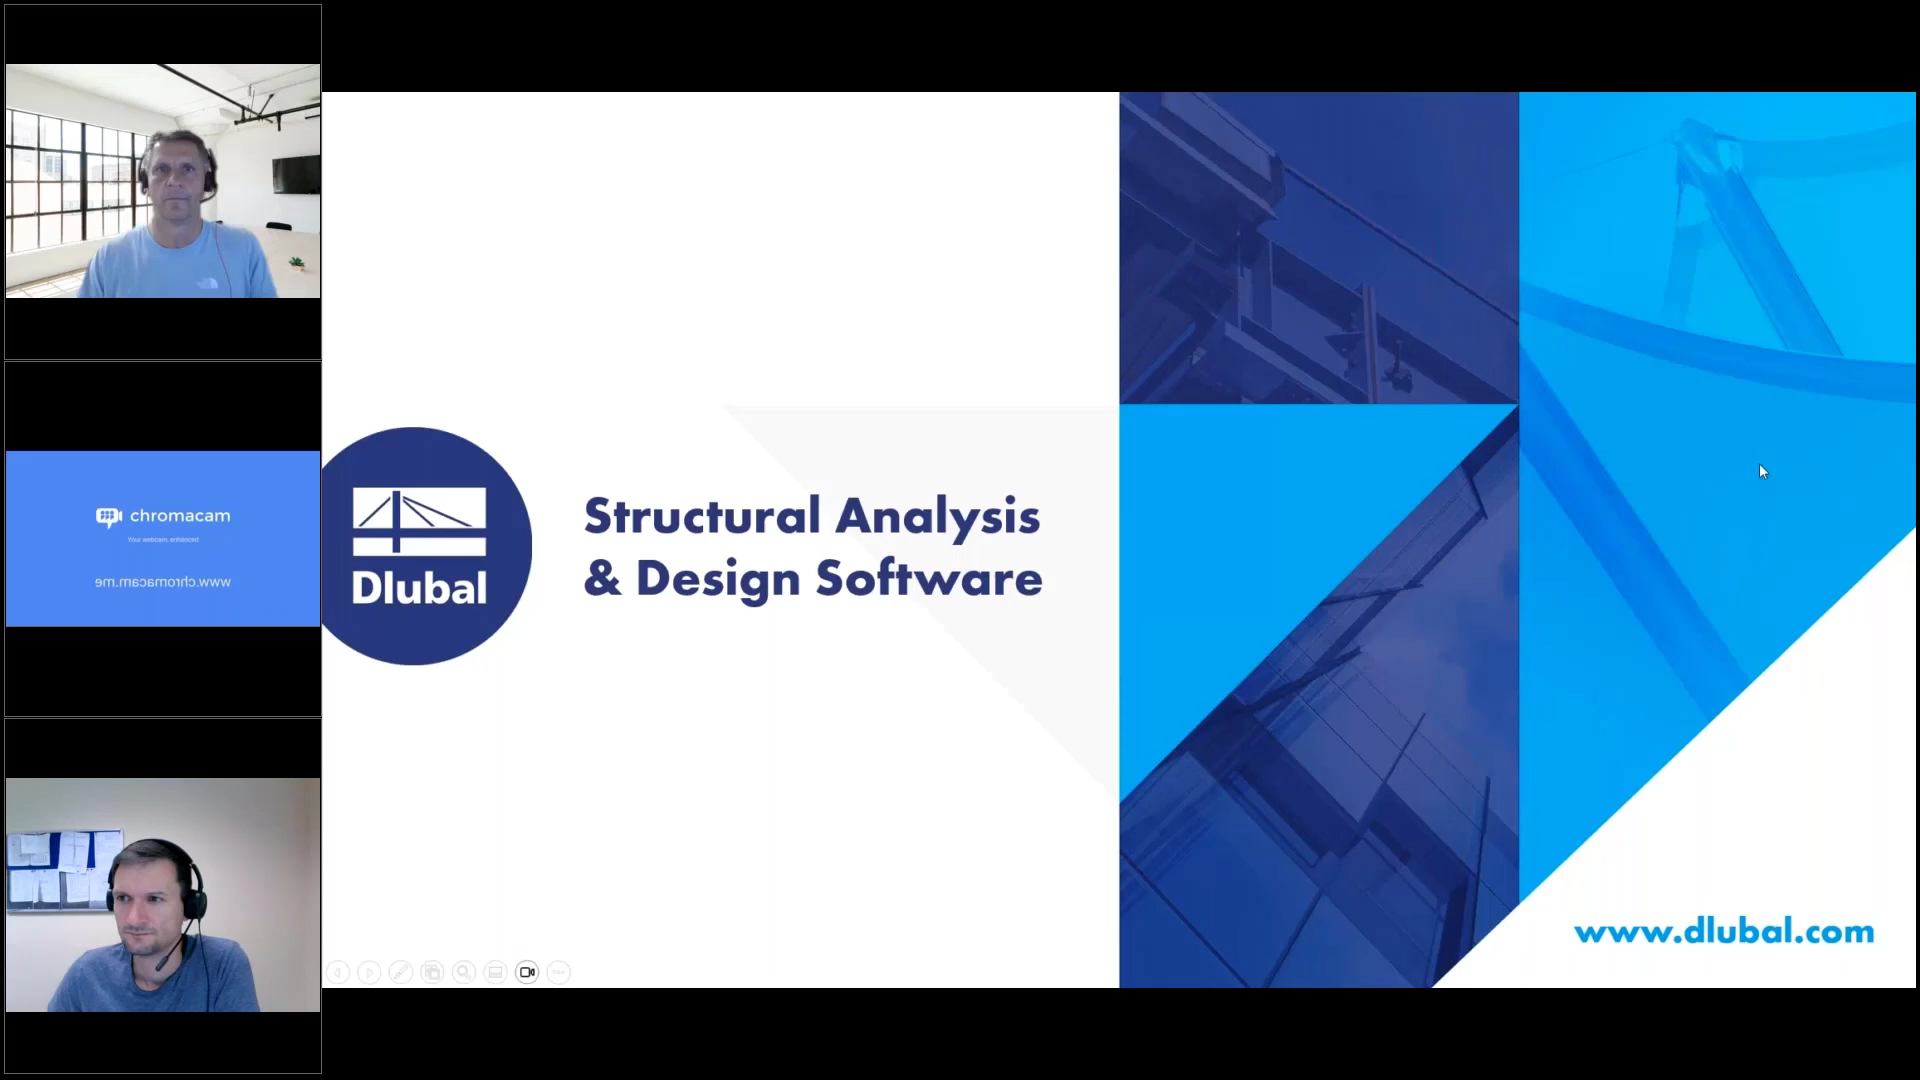 chromacam
Your webcam, enhanced
www.chromacam.me
Dlubal
Structural Analysis
& Design Software
www.dlubal.com